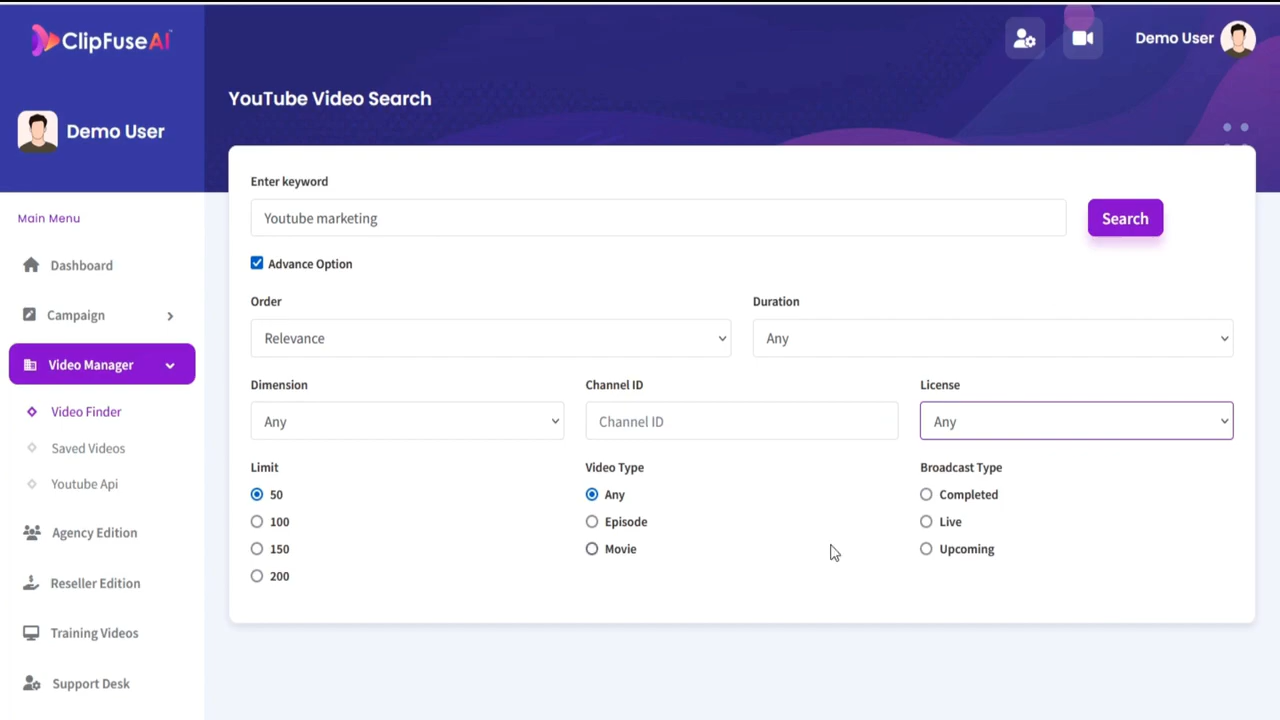 ClipFuseAI
Demo User
Demo User
Main Menu
Dashboard
Campaign
Video Manager
Video Finder
Saved Videos
Youtube Api
Agency Edition
Reseller Edition
Training Videos
Support Desk
YouTube Video Search
Enter keyword
Youtube marketing
Search
Advance Option
Order
Duration
Relevance
Any
Dimension
Channel ID
License
Any
Channel ID
Any
Limit
Video Type
Broadcast Type
50
Any
Completed
100
Episode
Live
150
Movie
Upcoming
200